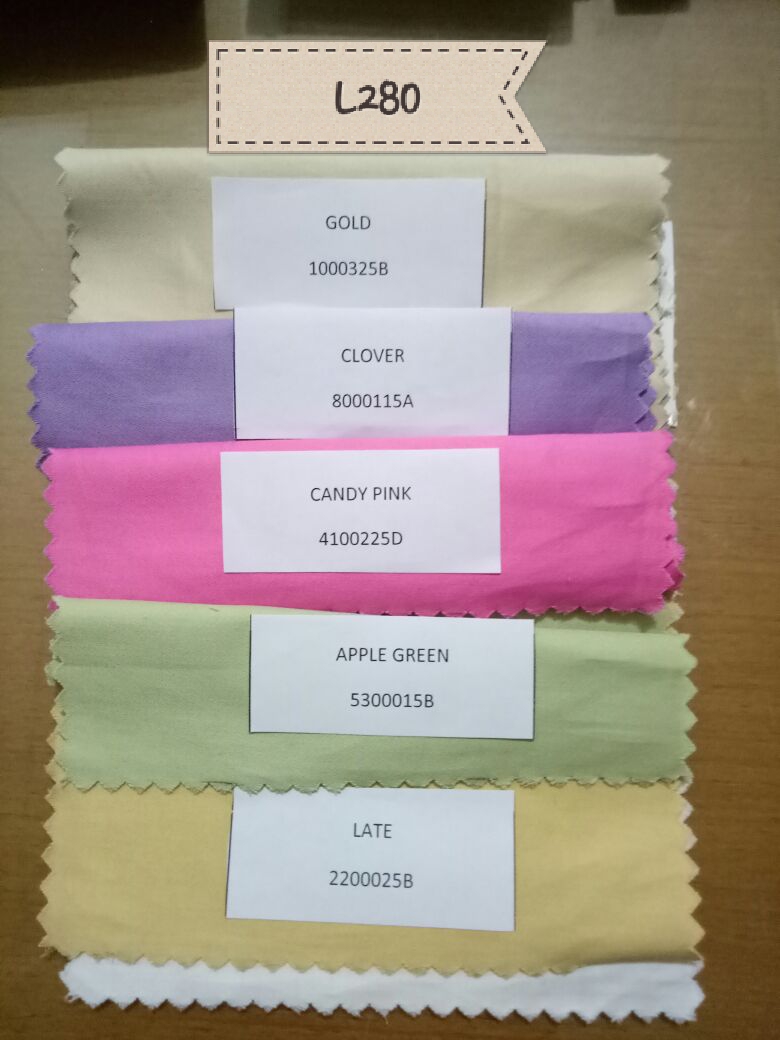 L280
GOLD
1000325B
CLOVER
8000115A
CANDY PINK
4100225D
APPLE GREEN
5300015B
LATE
2200025B